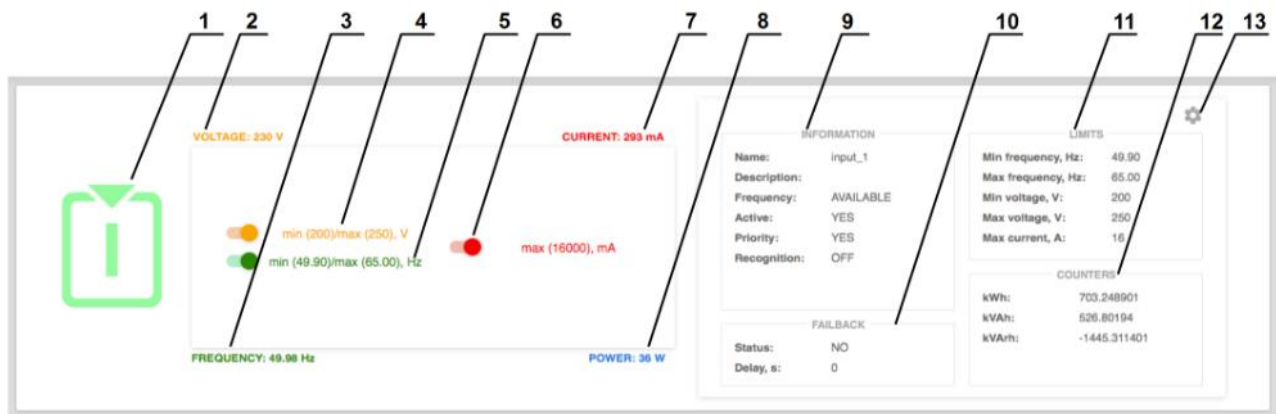 1 2 3 4 5 6 7 8 9 10 11 12 13
VOLTAGE: 230 V
CURRENT: 293 mA
min (200)/max (250), V
min (49.90)/max (65.00), Hz
max (16000), mA
FREQUENCY: 49.98 Hz
POWER: 36 W
INFORMATION
Name: input_1
Description:
Frequency: AVAILABLE
Active: YES
Priority: YES
Recognition: OFF
FAILBACK
Status: NO
Delay, s: 0
LIMITS
Min frequency, Hz: 49.90
Max frequency, Hz: 65.00
Min voltage, V: 200
Max voltage, V: 250
Max current, A: 16
COUNTERS
kWh: 703.248901
kVAh: 526.80194
kVArh: -1445.311401